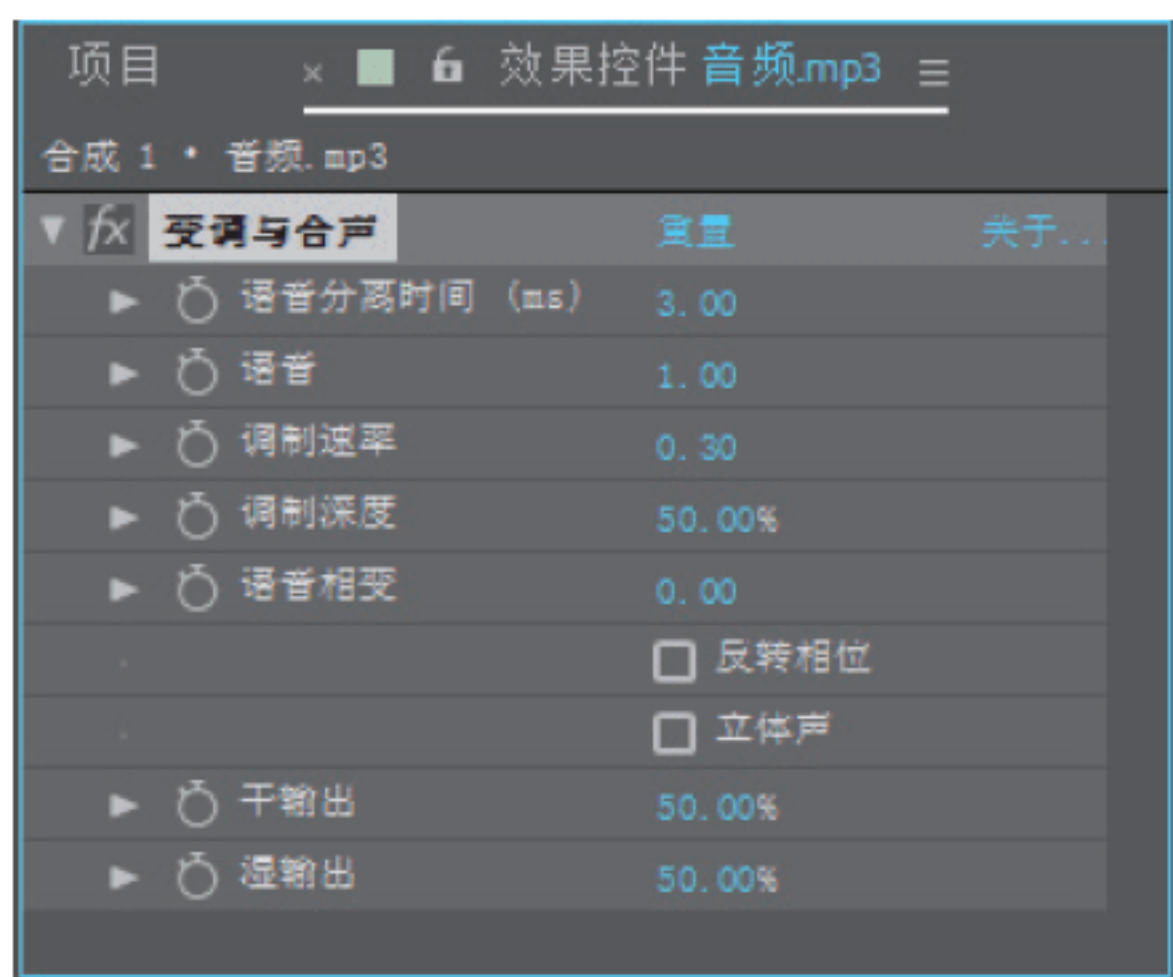 项目 × 效果控件 音频.mp3 ☰
合成 1 • 音频.mp3
fx 变调与合声 重置 关于...
语音分离时间 (ms) 3.00
语音 1.00
调制速率 0.30
调制深度 50.00%
语音相变 0.00
反转相位
立体声
干输出 50.00%
湿输出 50.00%